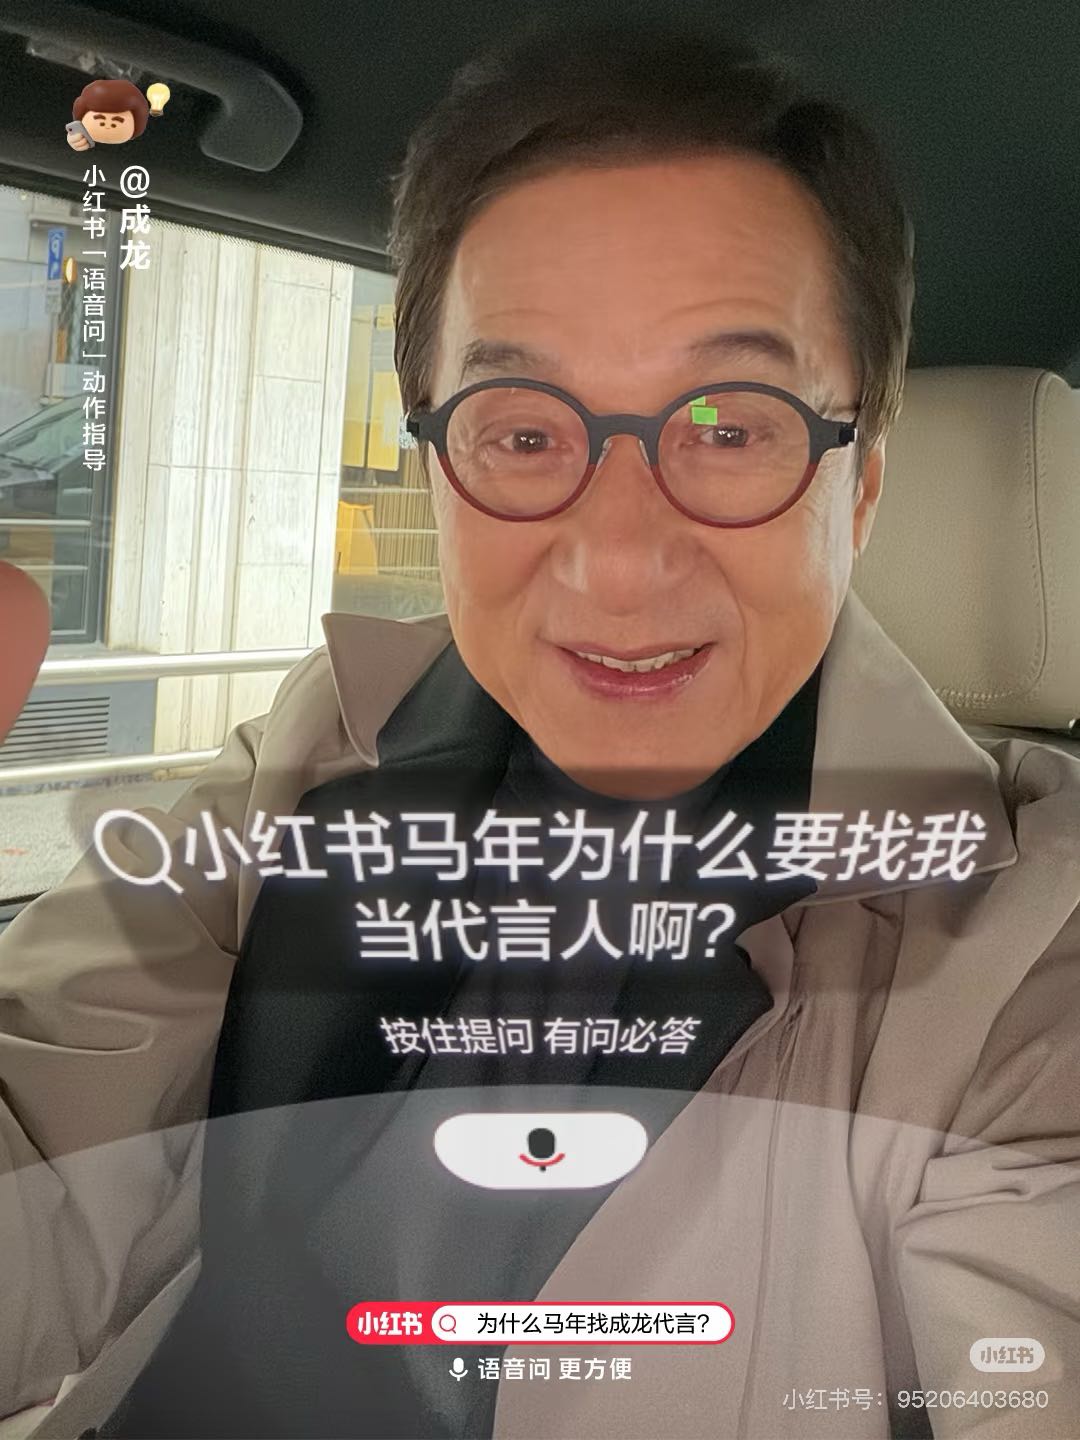 @成龙
小红书「语音问」动作指导
小红书马年为什么要找我
当代言人啊?
按住提问 有问必答
小红书 为什么马年找成龙代言?
语音问 更方便
小红书
小红书号: 95206403680